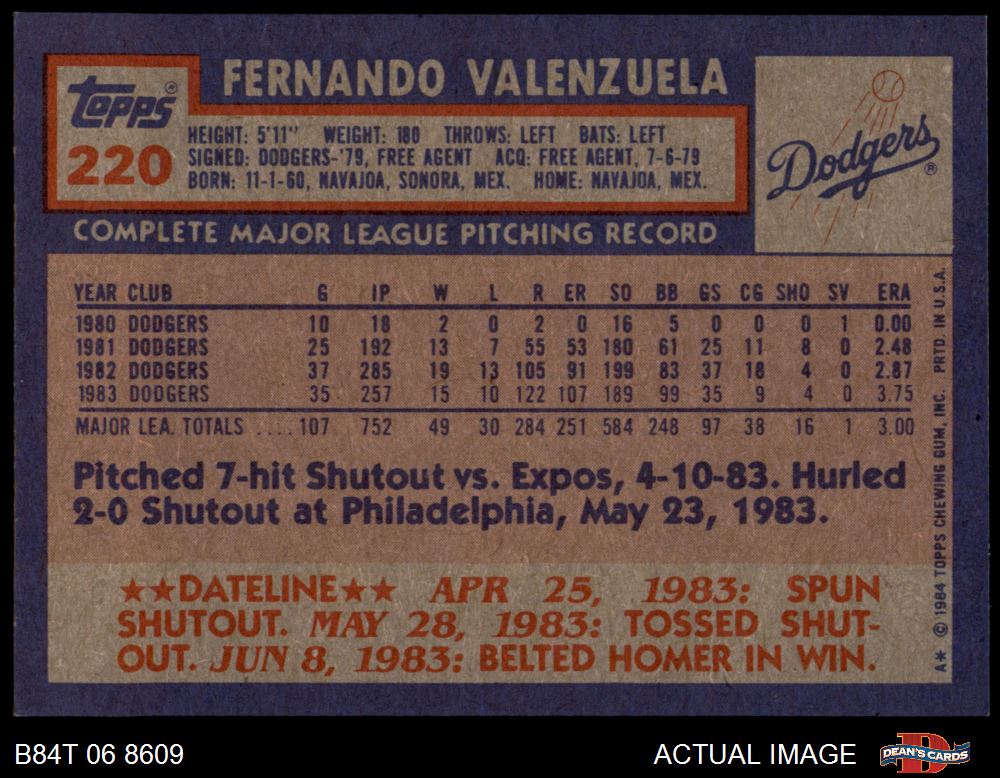 FERNANDO VALENZUELA
Topps®
220
HEIGHT: 5'11" WEIGHT: 180 THROWS: LEFT BATS: LEFT
SIGNED: DODGERS-'79, FREE AGENT ACQ: FREE AGENT, 7-6-79
BORN: 11-1-60, NAVAJOA, SONORA, MEX. HOME: NAVAJOA, MEX.
Dodgers®
COMPLETE MAJOR LEAGUE PITCHING RECORD
YEAR CLUB G IP W L R ER SO BB GS CG SHO SV ERA
1980 DODGERS 10 18 2 0 2 0 16 5 0 0 0 1 0.00
1981 DODGERS 25 192 13 7 55 53 180 61 25 11 8 0 2.48
1982 DODGERS 37 285 19 13 105 91 199 83 37 18 4 0 2.87
1983 DODGERS 35 257 15 10 122 107 189 99 35 9 4 0 3.75
MAJOR LEA. TOTALS ....107 752 49 30 284 251 584 248 97 38 16 1 3.00
Pitched 7-hit Shutout vs. Expos, 4-10-83. Hurled
2-0 Shutout at Philadelphia, May 23, 1983.
★★DATELINE★★ APR 25, 1983: SPUN
SHUTOUT. MAY 28, 1983: TOSSED SHUT-
OUT. JUN 8, 1983: BELTED HOMER IN WIN.
A* © 1984 TOPPS CHEWING GUM, INC. PRTD. IN U.S.A.
B84T 06 8609
ACTUAL IMAGE
D
DEAN'S CARDS